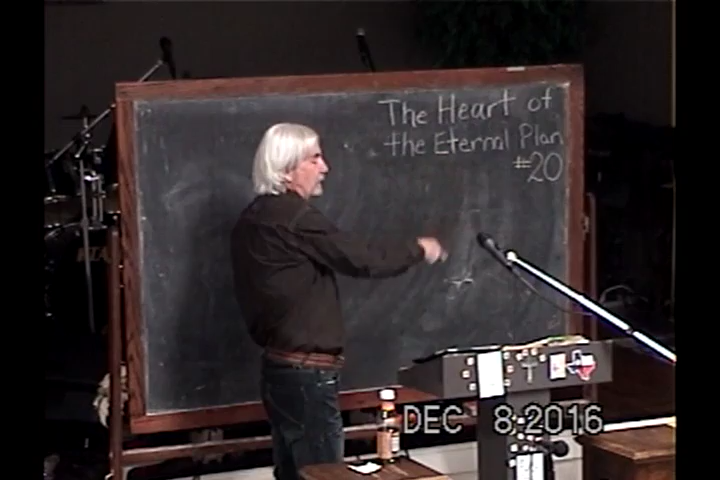 The Heart of
the Eternal Plan
#20
DEC 8.2016